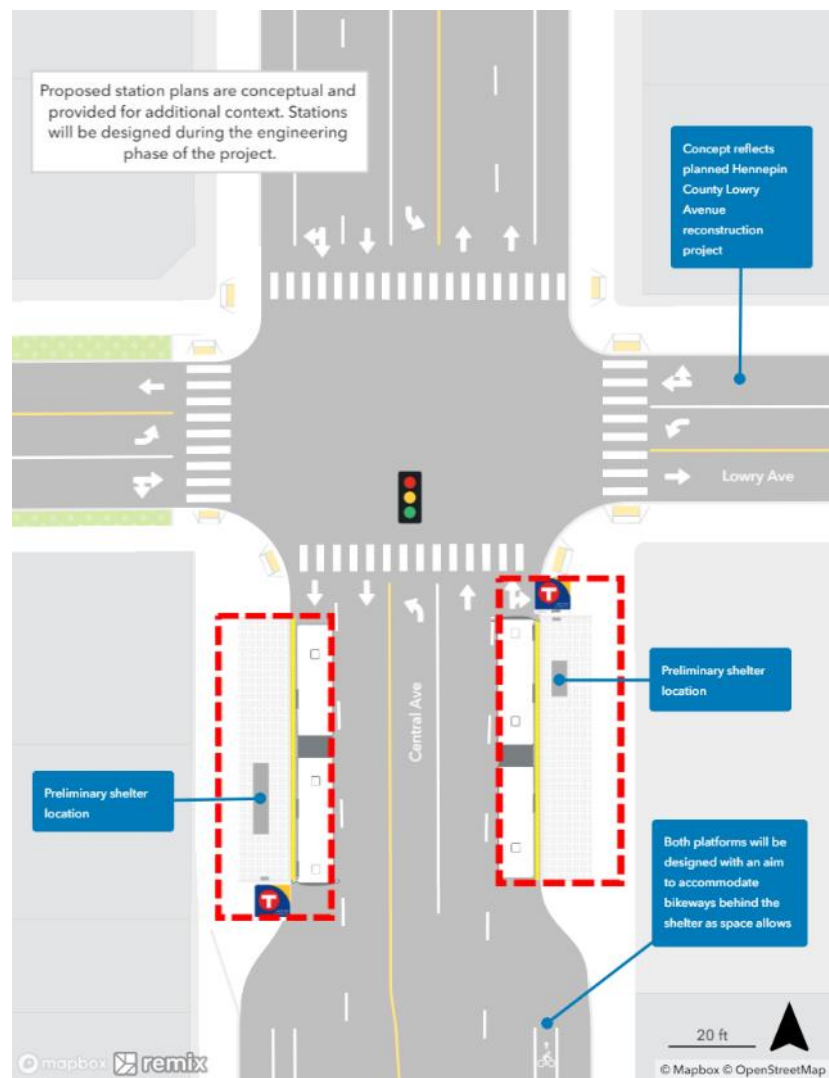 Proposed station plans are conceptual and
provided for additional context. Stations
will be designed during the engineering
phase of the project.
Concept reflects
planned Hennepin
County Lowry
Avenue
reconstruction
project
Lowry Ave
Central Ave
Preliminary shelter
location
Preliminary shelter
location
Both platforms will be
designed with an aim
to accommodate
bikeways behind the
shelter as space allows
T
T
20 ft
mapbox remix
© Mapbox © OpenStreetMap